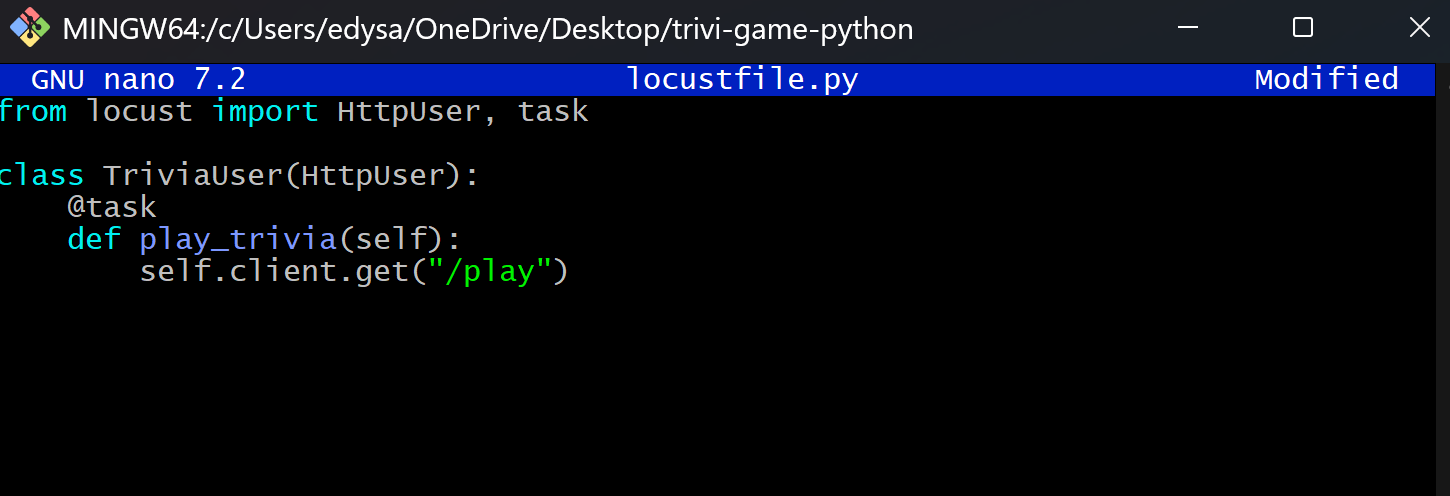 MINGW64:/c/Users/edysa/OneDrive/Desktop/trivi-game-python
GNU nano 7.2 locustfile.py Modified
from locust import HttpUser, task
class TriviaUser(HttpUser):
@task
def play_trivia(self):
self.client.get("/play")